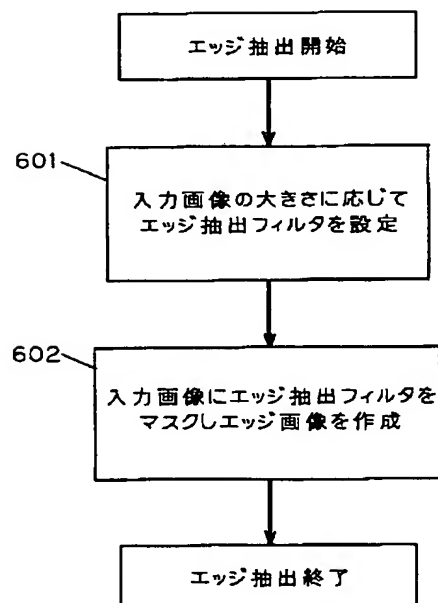 エッジ抽出開始
601
入力画像の大きさに応じて
エッジ抽出フィルタを設定
602
入力画像にエッジ抽出フィルタを
マスクしエッジ画像を作成
エッジ抽出終了